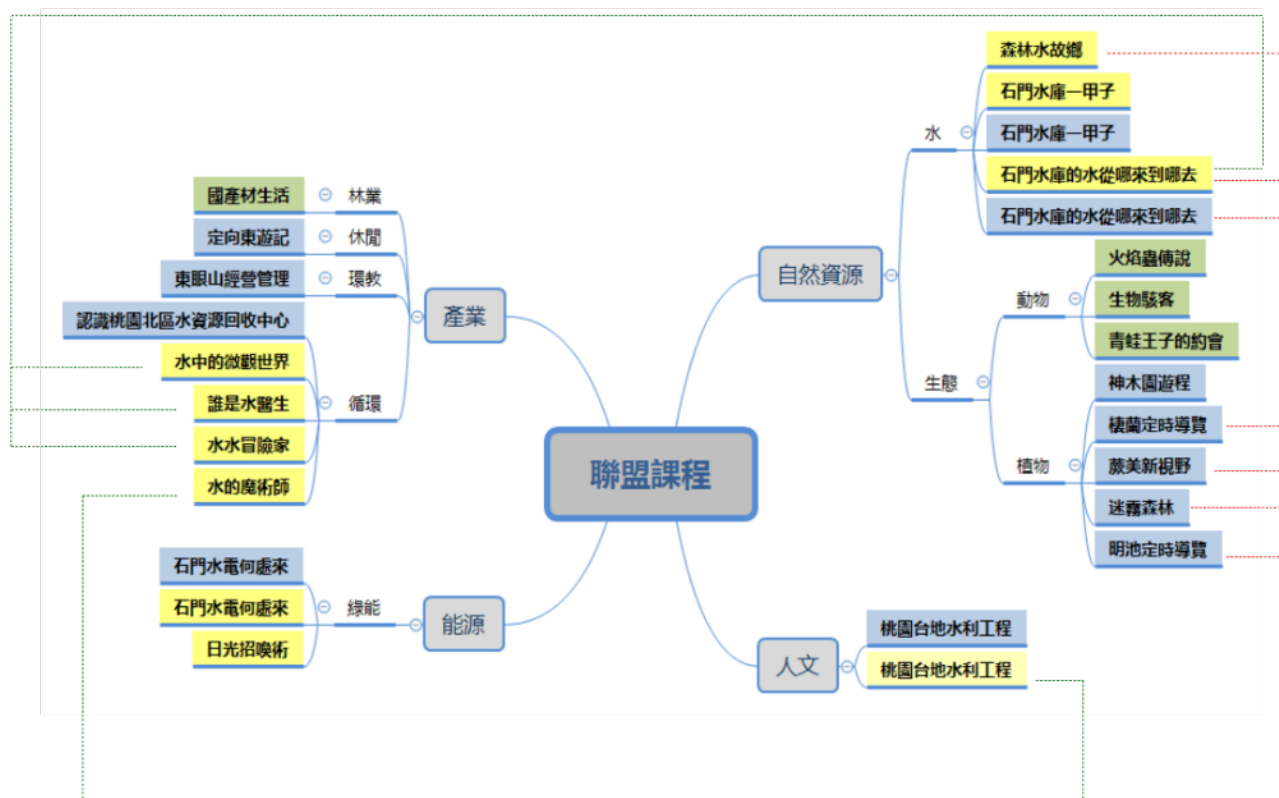 聯盟課程
自然資源
水
森林水故鄉
石門水庫一甲子
石門水庫一甲子
石門水庫的水從哪來到哪去
石門水庫的水從哪來到哪去
生態
動物
火焰蟲傳說
生物駭客
青蛙王子的約會
植物
神木園遊程
棲蘭定時導覽
蕨美新視野
迷霧森林
明池定時導覽
人文
桃園台地水利工程
桃園台地水利工程
產業
林業
國產材生活
休閒
定向東遊記
環教
東眼山經營管理
循環
認識桃園北區水資源回收中心
水中的微觀世界
誰是水醫生
水水冒險家
水的魔術師
能源
綠能
石門水電何處來
石門水電何處來
日光招喚術